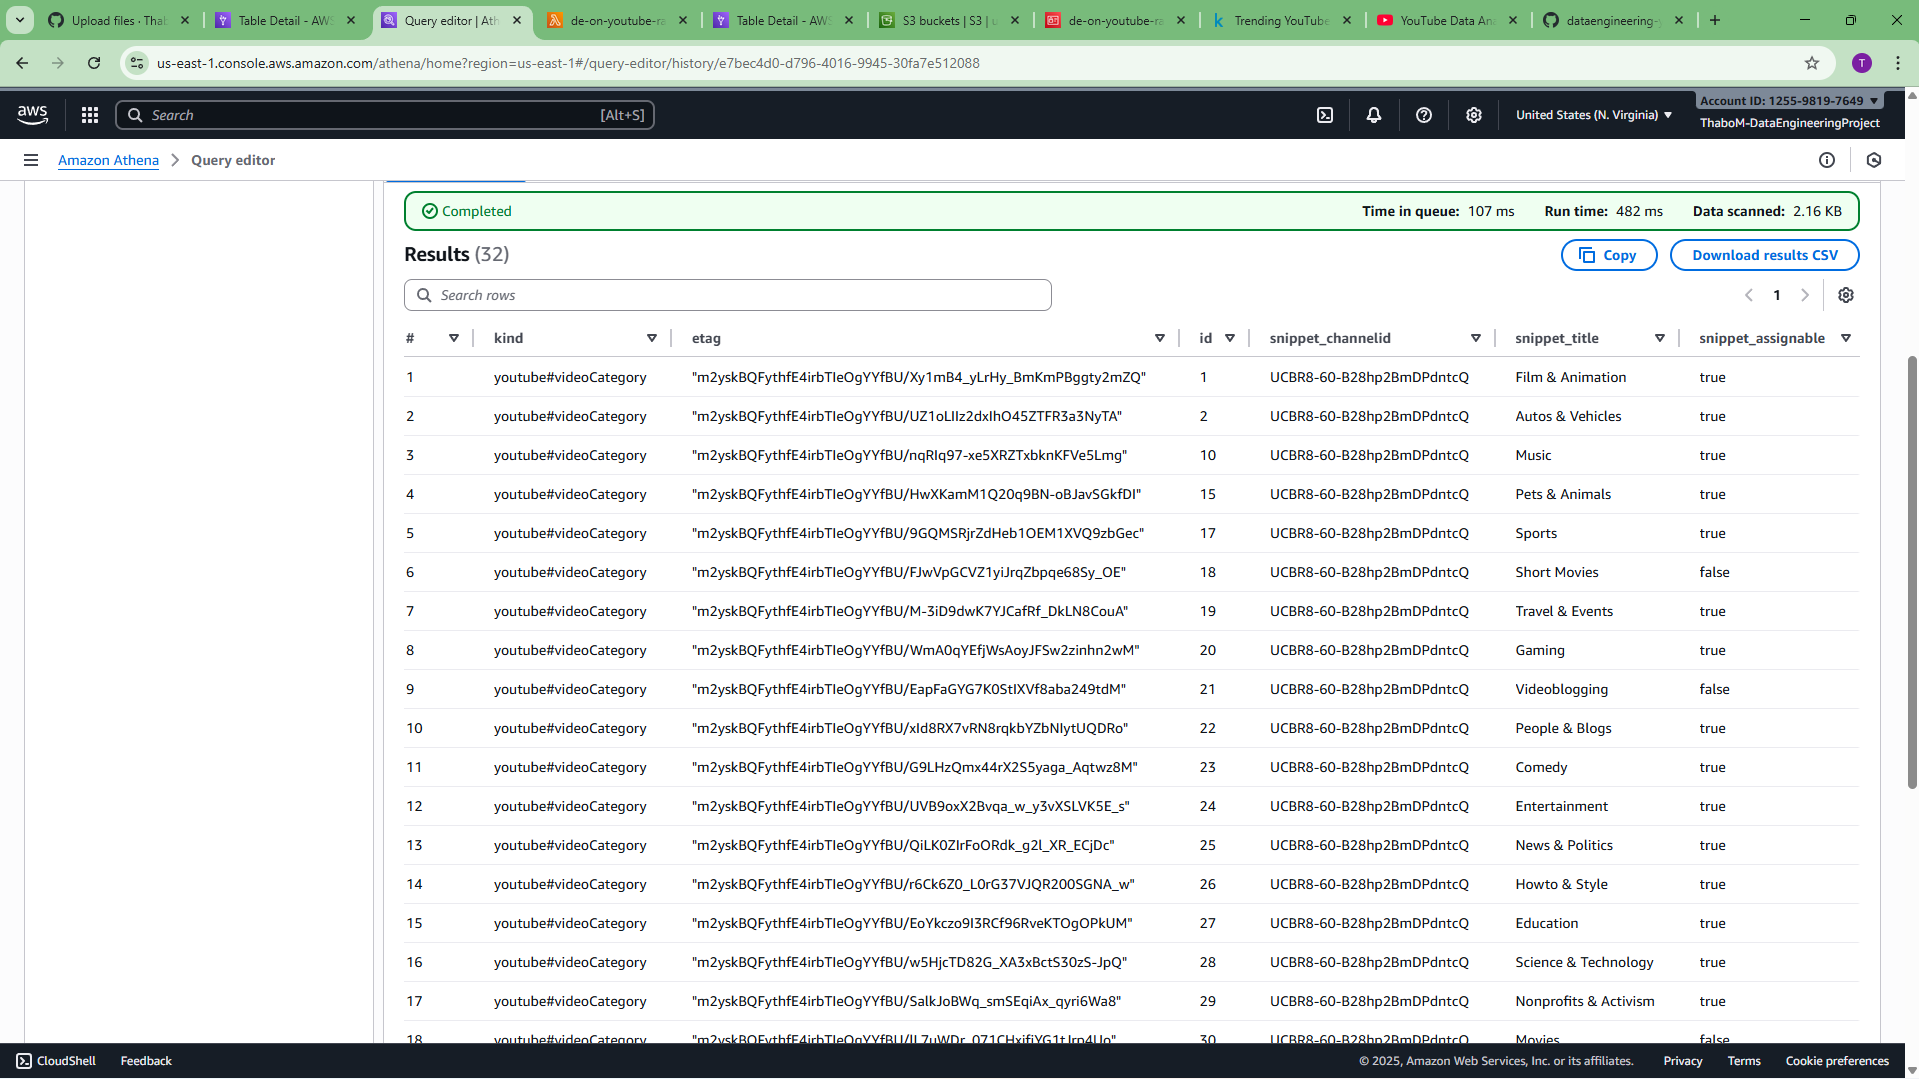 Upload files · Thab
Table Detail - AWS
Query editor | Ath
de-on-youtube-ra
Table Detail - AWS
S3 buckets | S3 | u
de-on-youtube-ra
Trending YouTube
YouTube Data Ana
dataengineering-y
us-east-1.console.aws.amazon.com/athena/home?region=us-east-1#/query-editor/history/e7bec4d0-d796-4016-9945-30fa7e512088
T
aws
Search
[Alt+S]
United States (N. Virginia)
Account ID: 1255-9819-7649
ThaboM-DataEngineeringProject
Amazon Athena
Query editor
Completed
Time in queue: 107 ms
Run time: 482 ms
Data scanned: 2.16 KB
Results (32)
Copy
Download results CSV
Search rows
1
# kind etag id snippet_channelid snippet_title snippet_assignable
1 youtube#videoCategory "m2yskBQFythfE4irbTIeOgYYfBU/Xy1mB4_yLrHy_BmKmPBggty2mZQ" 1 UCBR8-60-B28hp2BmDPdntcQ Film & Animation true
2 youtube#videoCategory "m2yskBQFythfE4irbTIeOgYYfBU/UZ1oLIIz2dxIhO45ZTFR3a3NyTA" 2 UCBR8-60-B28hp2BmDPdntcQ Autos & Vehicles true
3 youtube#videoCategory "m2yskBQFythfE4irbTIeOgYYfBU/nqRIq97-xe5XRZTxbknKFVe5Lmg" 10 UCBR8-60-B28hp2BmDPdntcQ Music true
4 youtube#videoCategory "m2yskBQFythfE4irbTIeOgYYfBU/HwXKamM1Q20q9BN-oBJavSGkfDI" 15 UCBR8-60-B28hp2BmDPdntcQ Pets & Animals true
5 youtube#videoCategory "m2yskBQFythfE4irbTIeOgYYfBU/9GQMSRjrZdHeb1OEM1XVQ9zbGec" 17 UCBR8-60-B28hp2BmDPdntcQ Sports true
6 youtube#videoCategory "m2yskBQFythfE4irbTIeOgYYfBU/FJwVpGCVZ1yiJrqZbpqe68Sy_OE" 18 UCBR8-60-B28hp2BmDPdntcQ Short Movies false
7 youtube#videoCategory "m2yskBQFythfE4irbTIeOgYYfBU/M-3iD9dwK7YJCafRf_DkLN8CouA" 19 UCBR8-60-B28hp2BmDPdntcQ Travel & Events true
8 youtube#videoCategory "m2yskBQFythfE4irbTIeOgYYfBU/WmA0qYEfjWsAoyJFSw2zinhn2wM" 20 UCBR8-60-B28hp2BmDPdntcQ Gaming true
9 youtube#videoCategory "m2yskBQFythfE4irbTIeOgYYfBU/EapFaGYG7K0StIXVf8aba249tdM" 21 UCBR8-60-B28hp2BmDPdntcQ Videoblogging false
10 youtube#videoCategory "m2yskBQFythfE4irbTIeOgYYfBU/xId8RX7vRN8rqkbYZbNIytUQDRo" 22 UCBR8-60-B28hp2BmDPdntcQ People & Blogs true
11 youtube#videoCategory "m2yskBQFythfE4irbTIeOgYYfBU/G9LHzQmx44rX2S5yaga_Aqtwz8M" 23 UCBR8-60-B28hp2BmDPdntcQ Comedy true
12 youtube#videoCategory "m2yskBQFythfE4irbTIeOgYYfBU/UVB9oxX2Bvqa_w_y3vXSLVK5E_s" 24 UCBR8-60-B28hp2BmDPdntcQ Entertainment true
13 youtube#videoCategory "m2yskBQFythfE4irbTIeOgYYfBU/QiLK0ZIrFoORdk_g2l_XR_ECjDc" 25 UCBR8-60-B28hp2BmDPdntcQ News & Politics true
14 youtube#videoCategory "m2yskBQFythfE4irbTIeOgYYfBU/r6Ck6Z0_L0rG37VJQR200SGNA_w" 26 UCBR8-60-B28hp2BmDPdntcQ Howto & Style true
15 youtube#videoCategory "m2yskBQFythfE4irbTIeOgYYfBU/EoYkczo9I3RCf96RveKTOgOPkUM" 27 UCBR8-60-B28hp2BmDPdntcQ Education true
16 youtube#videoCategory "m2yskBQFythfE4irbTIeOgYYfBU/w5HjcTD82G_XA3xBctS30zS-JpQ" 28 UCBR8-60-B28hp2BmDPdntcQ Science & Technology true
17 youtube#videoCategory "m2yskBQFythfE4irbTIeOgYYfBU/SalkJoBWq_smSEqiAx_qyri6Wa8" 29 UCBR8-60-B28hp2BmDPdntcQ Nonprofits & Activism true
18 youtube#videoCategory 30 UCBR8-60-B28hp2BmDPdntcQ Movies false
CloudShell
Feedback
© 2025, Amazon Web Services, Inc. or its affiliates.
Privacy
Terms
Cookie preferences